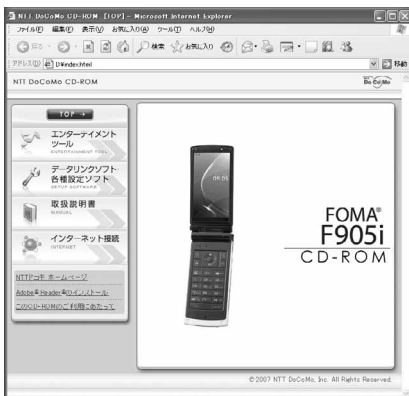 NTT DoCoMo CD-ROM [TOP] - Microsoft Internet Explorer
ファイル(F) 編集(E) 表示(V) お気に入り(A) ツール(T) ヘルプ(H)
戻る 検索 お気に入り
アドレス(D) D:¥index.html 移動
NTT DoCoMo CD-ROM
DoCoMo
TOP
エンターテイメント
ツール
ENTERTAINMENT TOOL
データリンクソフト・
各種設定ソフト
SETUP SOFTWARE
取扱説明書
MANUAL
インターネット接続
INTERNET
NTTドコモ ホームページ
Adobe® Reader®のインストール
このCD-ROMのご利用にあたって
09:05
FOMA®
F905i
CD-ROM
© 2007 NTT DoCoMo, Inc. All Rights Reserved.